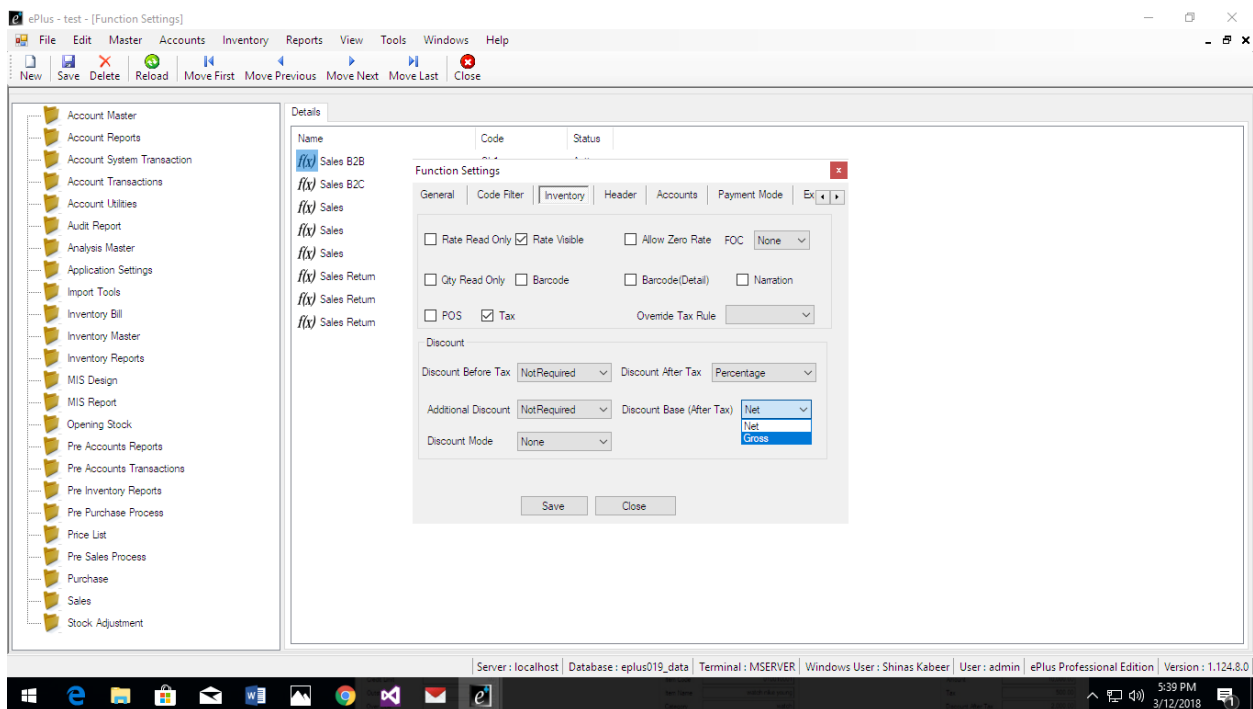 ePlus - test - [Function Settings]
File Edit Master Accounts Inventory Reports View Tools Windows Help
New Save Delete Reload Move First Move Previous Move Next Move Last Close
Account Master
Account Reports
Account System Transaction
Account Transactions
Account Utilities
Audit Report
Analysis Master
Application Settings
Import Tools
Inventory Bill
Inventory Master
Inventory Reports
MIS Design
MIS Report
Opening Stock
Pre Accounts Reports
Pre Accounts Transactions
Pre Inventory Reports
Pre Purchase Process
Price List
Pre Sales Process
Purchase
Sales
Stock Adjustment
Details
Name Code Status
f(x) Sales B2B
f(x) Sales B2C
f(x) Sales
f(x) Sales
f(x) Sales
f(x) Sales Return
f(x) Sales Return
f(x) Sales Return
Function Settings x
General Code Filter Inventory Header Accounts Payment Mode Ex
Rate Read Only Rate Visible Allow Zero Rate FOC None
Qty Read Only Barcode Barcode(Detail) Narration
POS Tax Override Tax Rule
Discount
Discount Before Tax NotRequired Discount After Tax Percentage
Additional Discount NotRequired Discount Base (After Tax) Net
Net
Gross
Discount Mode None
Save Close
Server : localhost Database : eplus019_data Terminal : MSERVER Windows User : Shinas Kabeer User : admin ePlus Professional Edition Version : 1.124.8.0
5:39 PM
3/12/2018